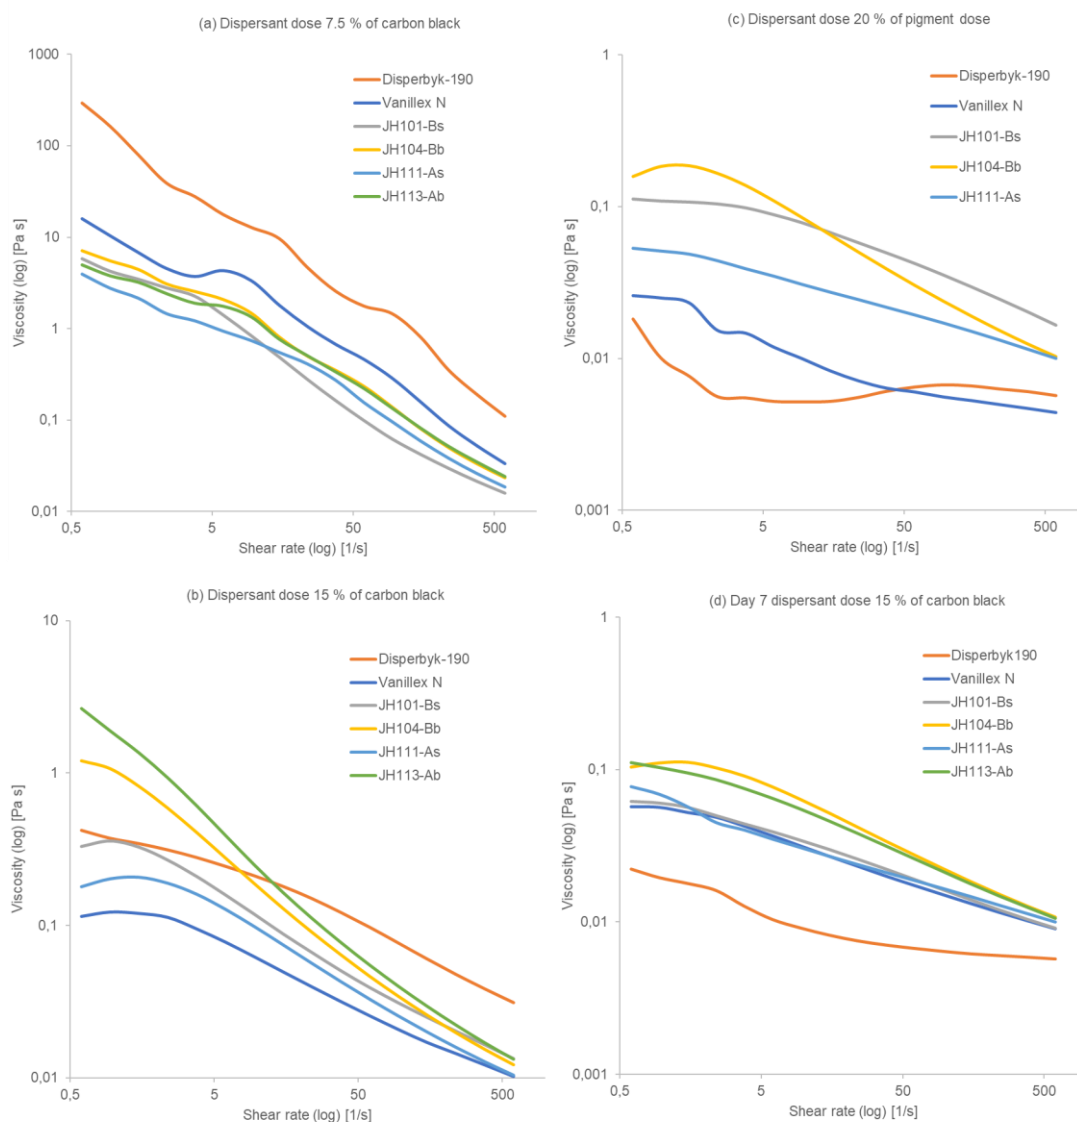 (a) Dispersant dose 7.5 % of carbon black
1000
100
10
1
0,1
0,01
0,5
5
50
500
Viscosity (log) [Pa s]
Shear rate (log) [1/s]
Disperbyk-190
Vanillex N
JH101-Bs
JH104-Bb
JH111-As
JH113-Ab
(c) Dispersant dose 20 % of pigment dose
1
0,1
0,01
0,001
0,5
5
50
500
Viscosity (log) [Pa s]
Shear rate (log) [1/s]
Disperbyk-190
Vanillex N
JH101-Bs
JH104-Bb
JH111-As
(b) Dispersant dose 15 % of carbon black
10
1
0,1
0,01
0,5
5
50
500
Viscosity (log) [Pa s]
Shear rate (log) [1/s]
Disperbyk-190
Vanillex N
JH101-Bs
JH104-Bb
JH111-As
JH113-Ab
(d) Day 7 dispersant dose 15 % of carbon black
1
0,1
0,01
0,001
0,5
5
50
500
Viscosity (log) [Pa s]
Shear rate (log) [1/s]
Disperbyk190
Vanillex N
JH101-Bs
JH104-Bb
JH111-As
JH113-Ab